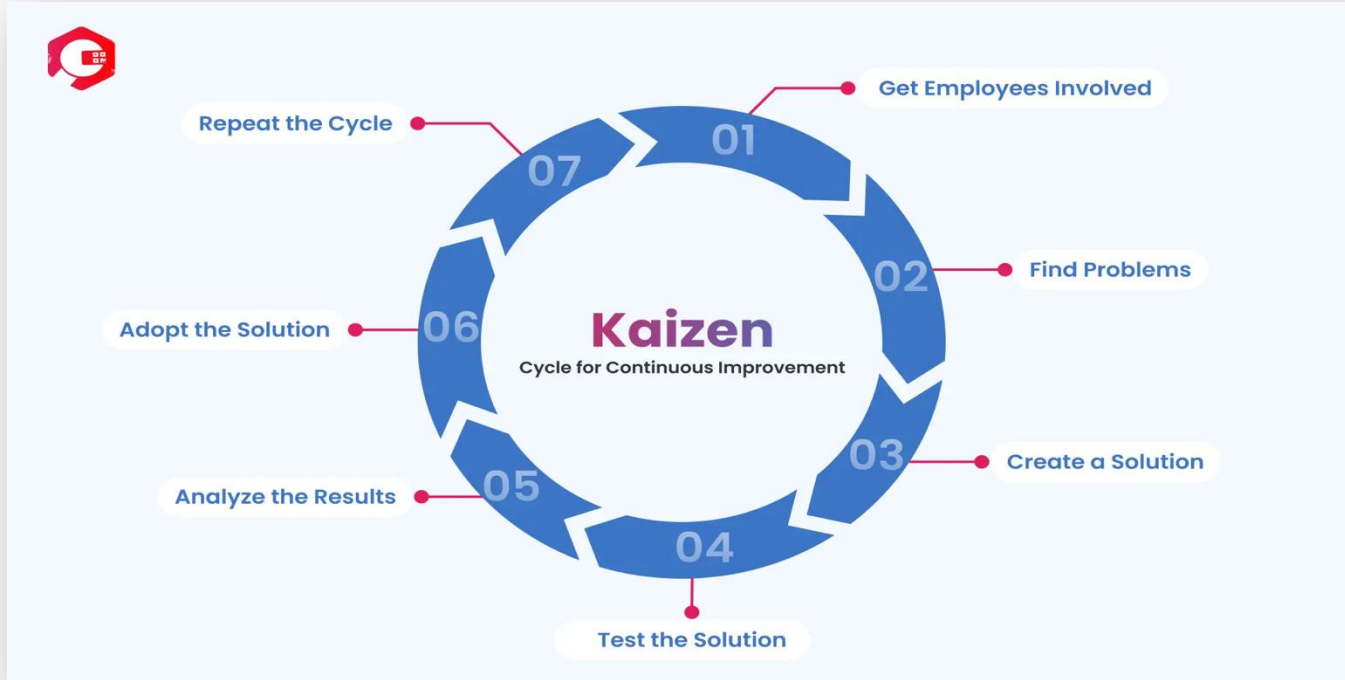 Kaizen
Cycle for Continuous Improvement
01
Get Employees Involved
02
Find Problems
03
Create a Solution
04
Test the Solution
05
Analyze the Results
06
Adopt the Solution
07
Repeat the Cycle